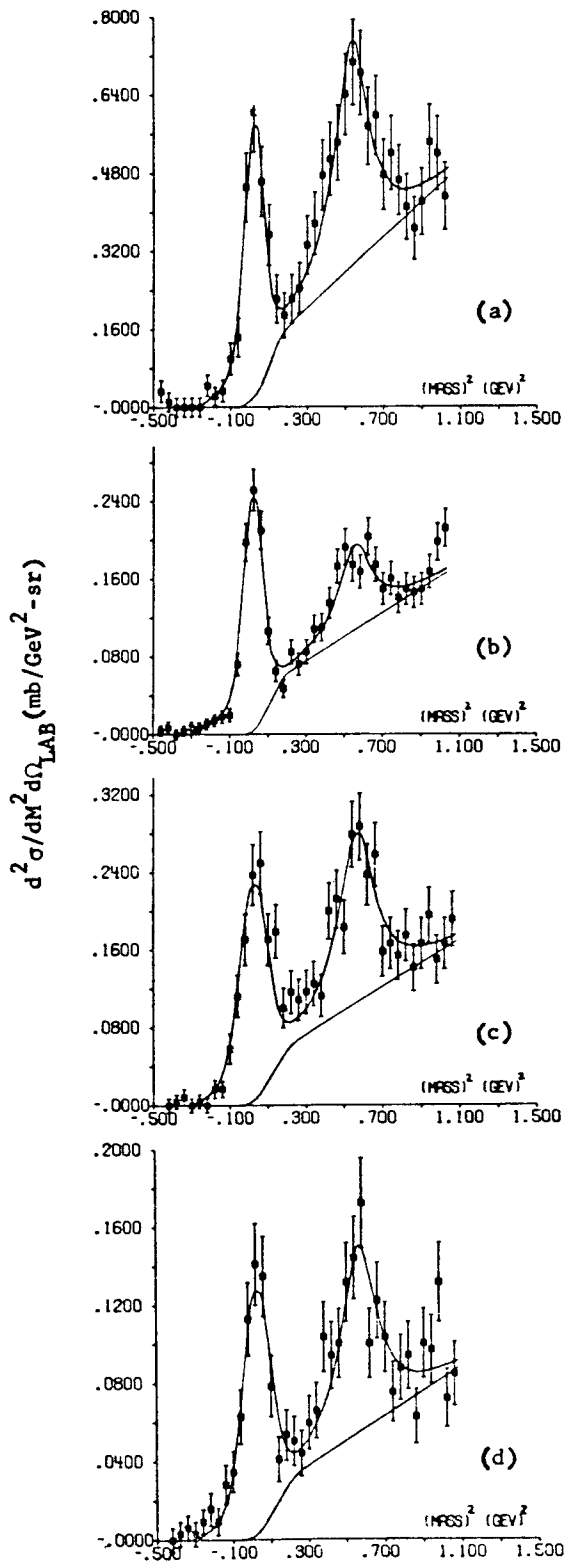 d²σ/dM²dΩLAB(mb/GeV²-sr)
.8000
.6400
.4800
.3200
.1600
-.0000
(a)
(MASS)² (GEV)²
-.500 -.100 .300 .700 1.100 1.500
.2400
.1600
.0800
-.0000
(b)
(MASS)² (GEV)²
-.500 -.100 .300 .700 1.100 1.500
.3200
.2400
.1600
.0800
-.0000
(c)
(MASS)² (GEV)²
-.500 -.100 .300 .700 1.100 1.500
.2000
.1600
.1200
.0800
.0400
-.0000
(d)
(MASS)² (GEV)²
-.500 -.100 .300 .700 1.100 1.500